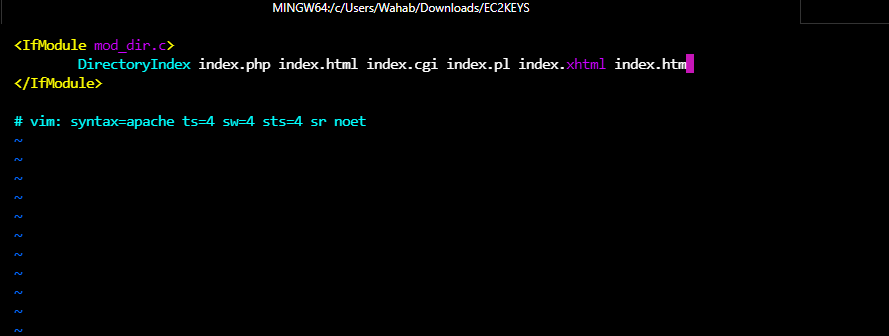 MINGW64:/c/Users/Wahab/Downloads/EC2KEYS
<IfModule mod_dir.c>
DirectoryIndex index.php index.html index.cgi index.pl index.xhtml index.htm
</IfModule>
# vim: syntax=apache ts=4 sw=4 sts=4 sr noet
~
~
~
~
~
~
~
~
~
~
~